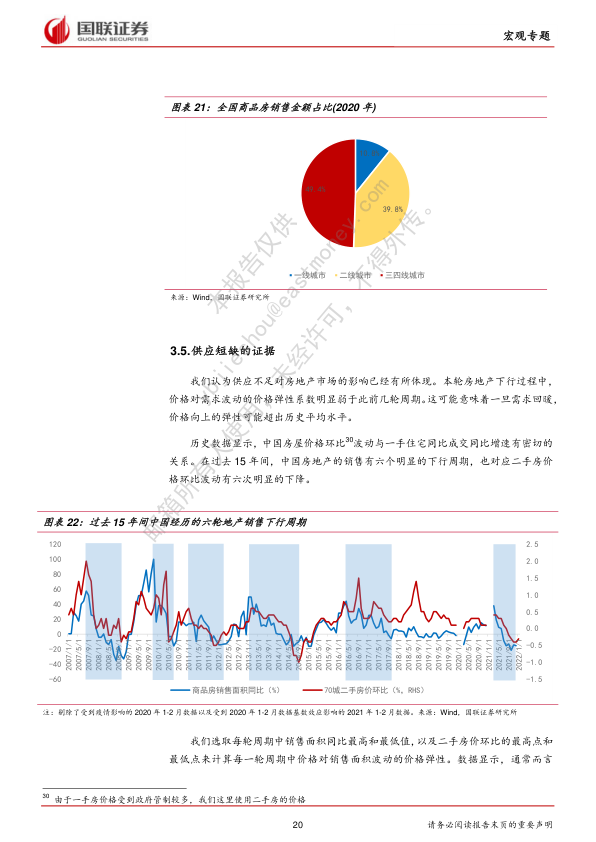 国联证券
GUOLIAN SECURITIES
宏观专题
图表 21：全国商品房销售金额占比(2020 年)
39.8%
一线城市 二线城市 三四线城市
来源：Wind，国联证券研究所
3.5.供应短缺的证据
我们认为供应不足对房地产市场的影响已经有所体现。本轮房地产下行过程中，
价格对需求波动的价格弹性系数明显弱于此前几轮周期。这可能意味着一旦需求回暖，
价格向上的弹性可能超出历史平均水平。
历史数据显示，中国房屋价格环比30波动与一手住宅同比成交同比增速有密切的
关系。在过去 15 年间，中国房地产的销售有六个明显的下行周期，也对应二手房价
格环比波动有六次明显的下降。
图表 22：过去 15 年间中国经历的六轮地产销售下行周期
120 2.5
100 2.0
80 1.5
60 1.0
40 0.5
20 0.0
0 -0.5
-20 -1.0
-40 -1.5
-60
2007/1/1 2007/5/1 2007/9/1 2008/1/1 2008/5/1 2008/9/1 2009/1/1 2009/5/1 2009/9/1 2010/1/1 2010/5/1 2010/9/1 2011/1/1 2011/5/1 2011/9/1 2012/1/1 2012/5/1 2012/9/1 2013/1/1 2013/5/1 2013/9/1 2014/1/1 2014/5/1 2014/9/1 2015/1/1 2015/5/1 2015/9/1 2016/1/1 2016/5/1 2016/9/1 2017/1/1 2017/5/1 2017/9/1 2018/1/1 2018/5/1 2018/9/1 2019/1/1 2019/5/1 2019/9/1 2020/1/1 2020/5/1 2020/9/1 2021/1/1 2021/5/1 2021/9/1 2022/1/1
商品房销售面积同比（%） 70城二手房价环比（%，RHS）
注：剔除了受到疫情影响的 2020 年 1-2 月数据以及受到 2020 年 1-2 月数据基数效应影响的 2021 年 1-2 月数据。来源：Wind，国联证券研究所
我们选取每轮周期中销售面积同比最高和最低值，以及二手房价环比的最高点和
最低点来计算每一轮周期中价格对销售面积波动的价格弹性。数据显示，通常而言
30 由于一手房价格受到政府管制较多，我们这里使用二手房的价格
20
请务必阅读报告末页的重要声明